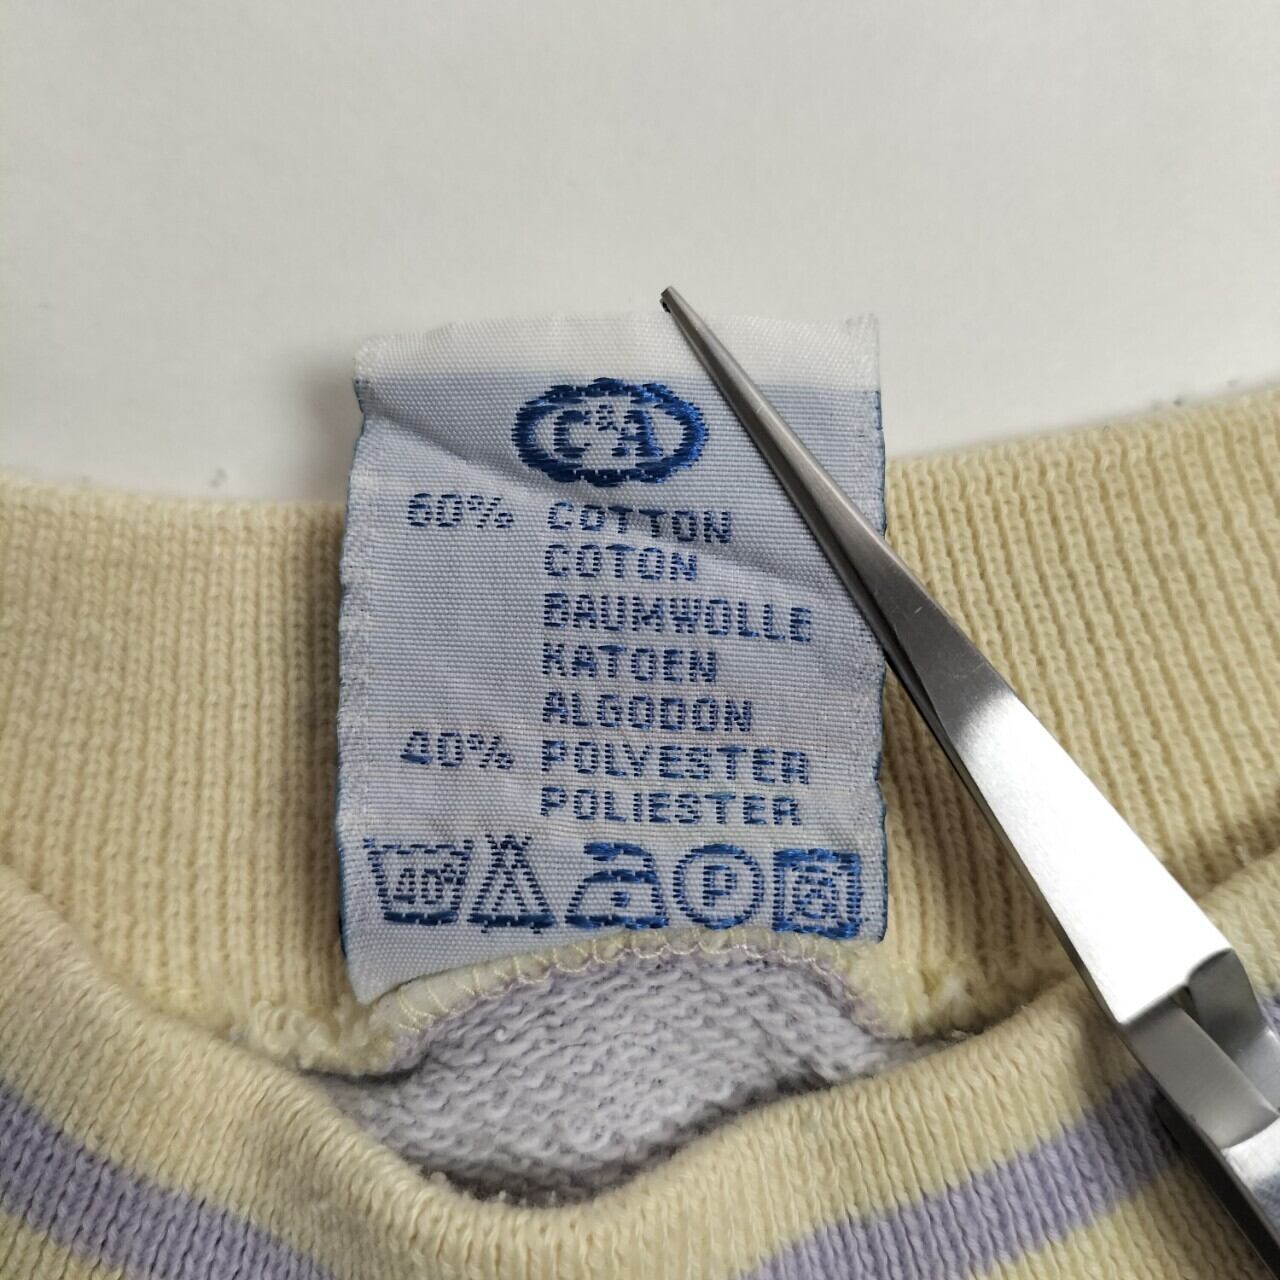 C&A
60% COTTON
COTON
BAUMWOLLE
KATOEN
ALGODON
40% POLYESTER
POLIESTER
40° P